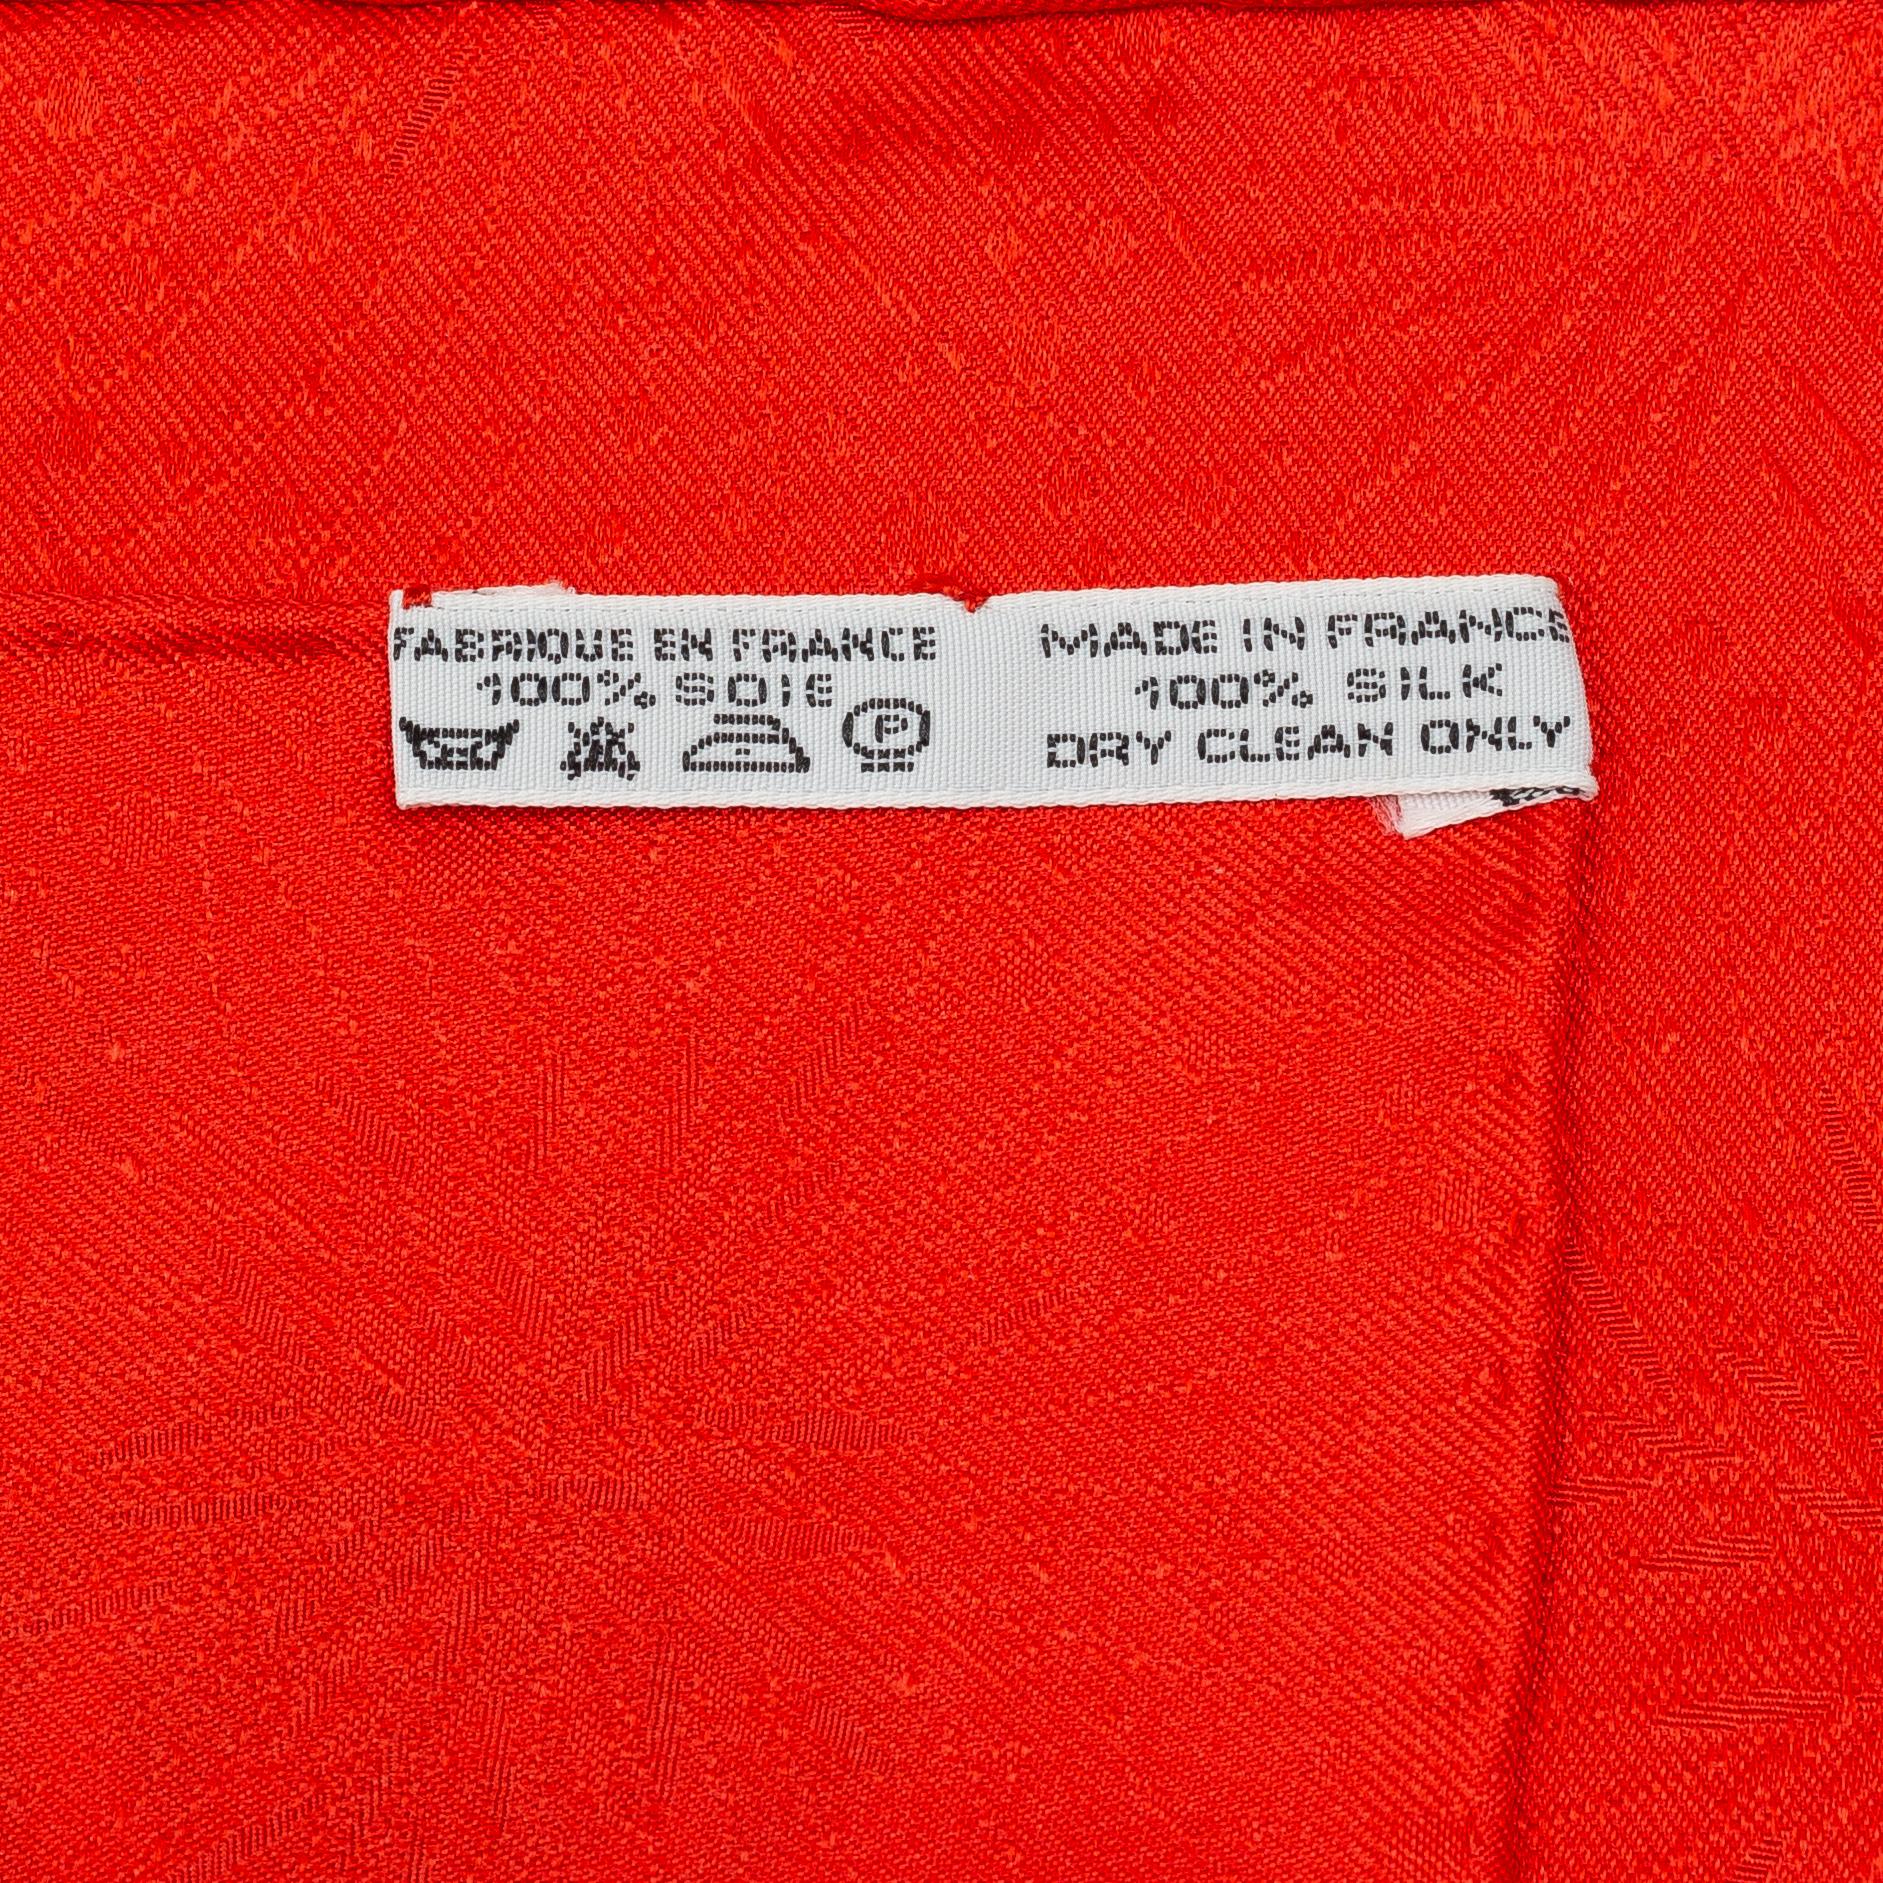 FABRIQUE EN FRANCE
100% SOIE
P
MADE IN FRANCE
100% SILK
DRY CLEAN ONLY